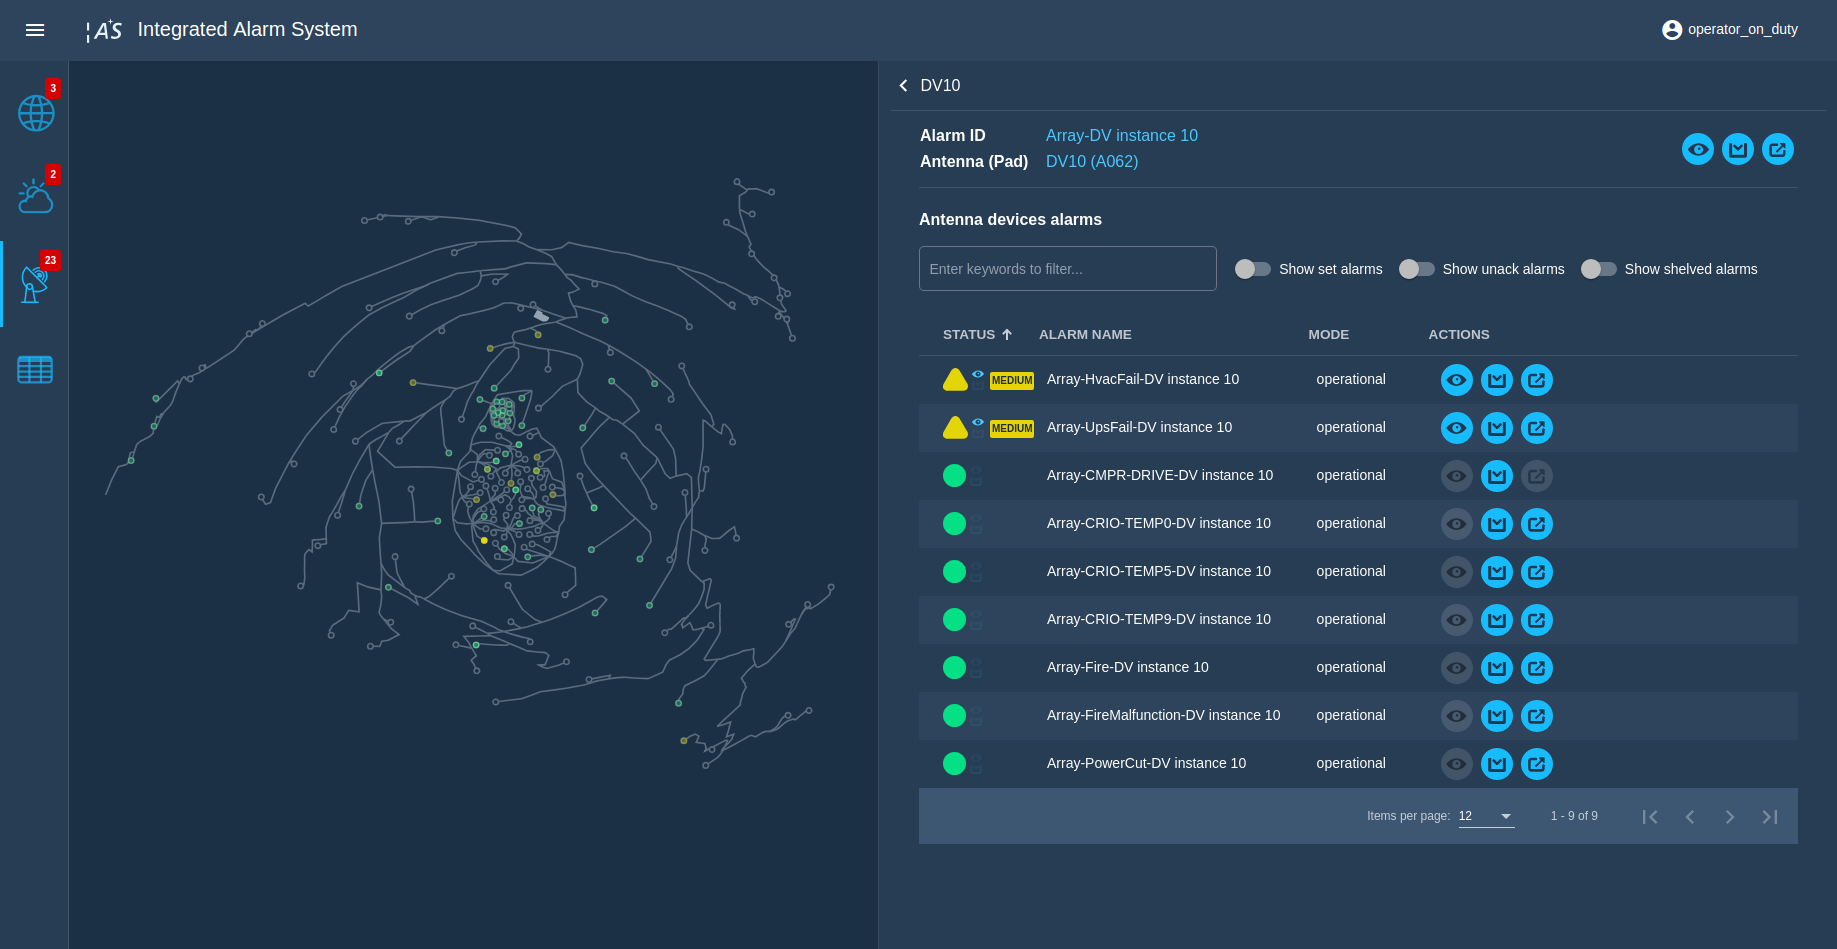 IAS Integrated Alarm System
operator_on_duty
3
2
23
DV10
Alarm ID Array-DV instance 10
Antenna (Pad) DV10 (A062)
Antenna devices alarms
Enter keywords to filter... Show set alarms Show unack alarms Show shelved alarms
STATUS ALARM NAME MODE ACTIONS
MEDIUM Array-HvacFail-DV instance 10 operational
MEDIUM Array-UpsFail-DV instance 10 operational
Array-CMPR-DRIVE-DV instance 10 operational
Array-CRIO-TEMP0-DV instance 10 operational
Array-CRIO-TEMP5-DV instance 10 operational
Array-CRIO-TEMP9-DV instance 10 operational
Array-Fire-DV instance 10 operational
Array-FireMalfunction-DV instance 10 operational
Array-PowerCut-DV instance 10 operational
Items per page: 12 1 - 9 of 9